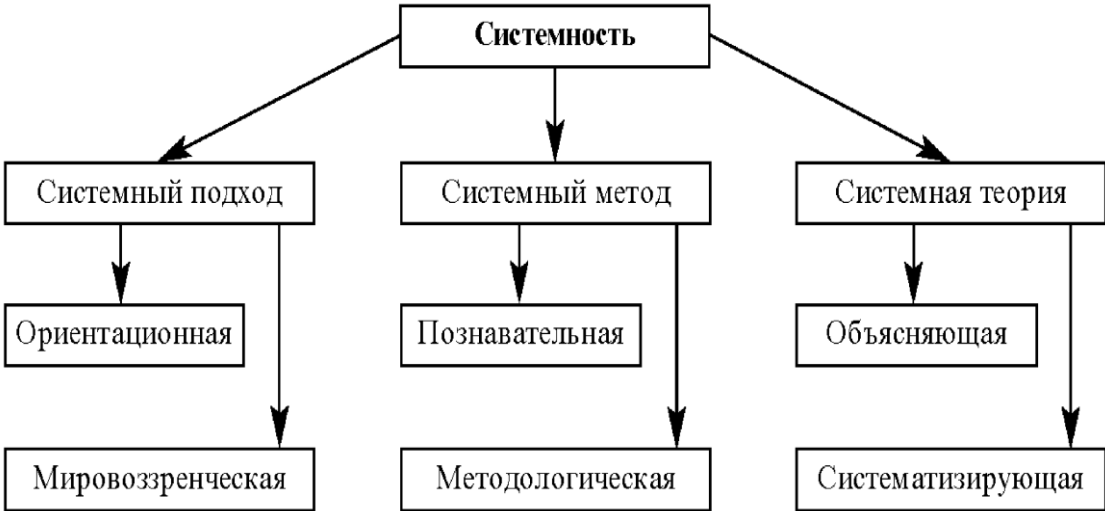 Системность
Системный подход
Системный метод
Системная теория
Ориентационная
Познавательная
Объясняющая
Мировоззренческая
Методологическая
Систематизирующая